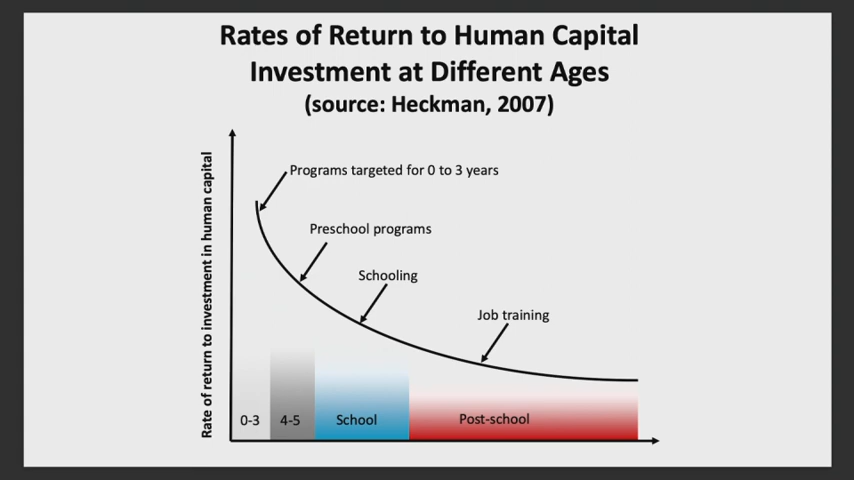 Rates of Return to Human Capital
Investment at Different Ages
(source: Heckman, 2007)
Rate of return to investment in human capital
Programs targeted for 0 to 3 years
Preschool programs
Schooling
Job training
0-3
4-5
School
Post-school